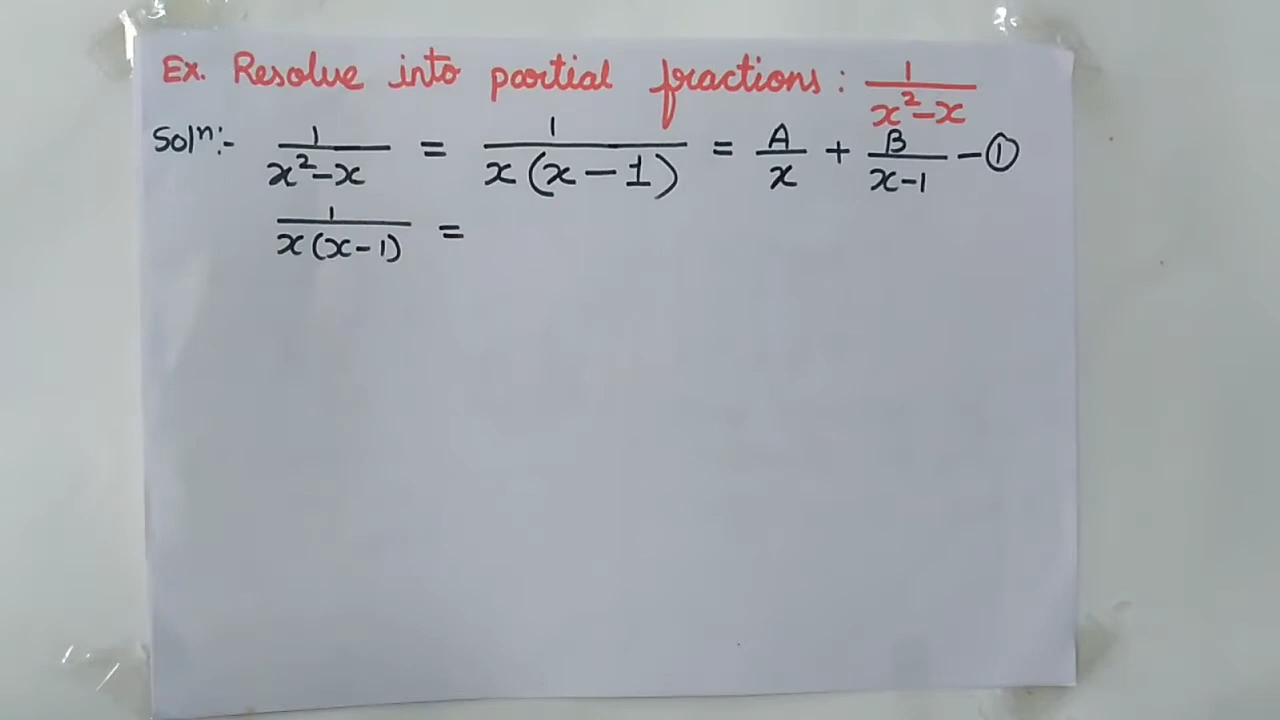 Ex. Resolve into partial fractions: 1/(x²-x)
Solⁿ:- 1/(x²-x) = 1/(x(x-1)) = A/x + B/(x-1) -①
1/(x(x-1)) =